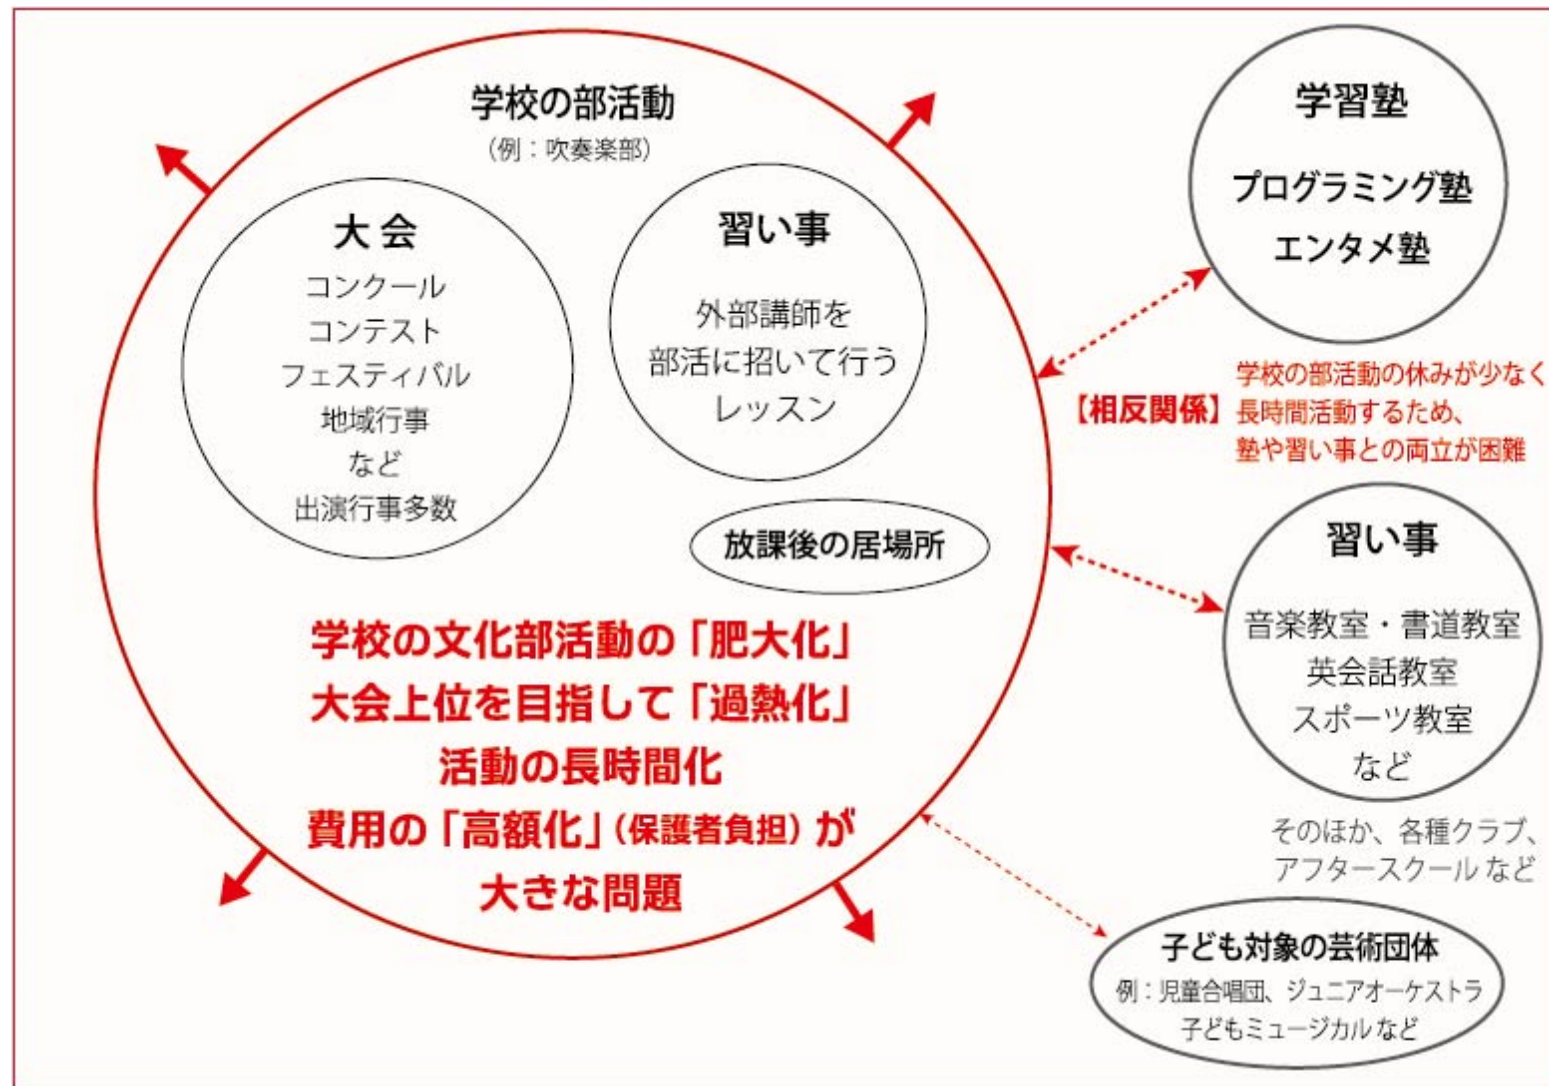 学校の部活動
（例：吹奏楽部）
大 会
コンクール
コンテスト
フェスティバル
地域行事
など
出演行事多数
習い事
外部講師を
部活に招いて行う
レッスン
放課後の居場所
学校の文化部活動の「肥大化」
大会上位を目指して「過熱化」
活動の長時間化
費用の「高額化」（保護者負担）が
大きな問題
学習塾
プログラミング塾
エンタメ塾
【相反関係】
学校の部活動の休みが少なく
長時間活動するため、
塾や習い事との両立が困難
習い事
音楽教室・書道教室
英会話教室
スポーツ教室
など
そのほか、各種クラブ、
アフタースクール など
子ども対象の芸術団体
例：児童合唱団、ジュニアオーケストラ
子どもミュージカル など